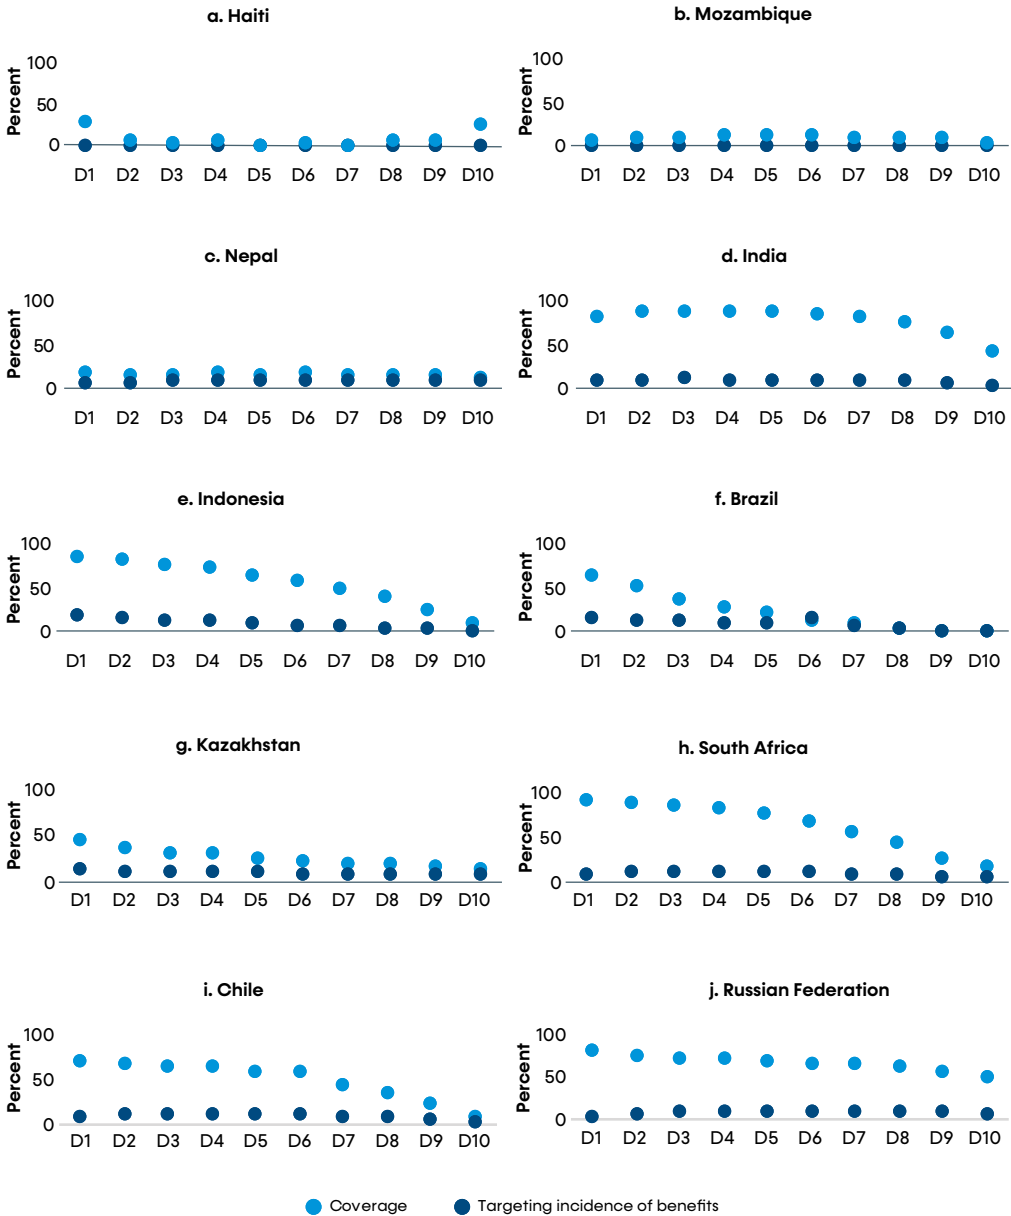 a. Haiti
Percent
100
50
0
D1 D2 D3 D4 D5 D6 D7 D8 D9 D10
b. Mozambique
Percent
100
50
0
D1 D2 D3 D4 D5 D6 D7 D8 D9 D10
c. Nepal
Percent
100
50
0
D1 D2 D3 D4 D5 D6 D7 D8 D9 D10
d. India
Percent
100
50
0
D1 D2 D3 D4 D5 D6 D7 D8 D9 D10
e. Indonesia
Percent
100
50
0
D1 D2 D3 D4 D5 D6 D7 D8 D9 D10
f. Brazil
Percent
100
50
0
D1 D2 D3 D4 D5 D6 D7 D8 D9 D10
g. Kazakhstan
Percent
100
50
0
D1 D2 D3 D4 D5 D6 D7 D8 D9 D10
h. South Africa
Percent
100
50
0
D1 D2 D3 D4 D5 D6 D7 D8 D9 D10
i. Chile
Percent
100
50
0
D1 D2 D3 D4 D5 D6 D7 D8 D9 D10
j. Russian Federation
Percent
100
50
0
D1 D2 D3 D4 D5 D6 D7 D8 D9 D10
Coverage
Targeting incidence of benefits